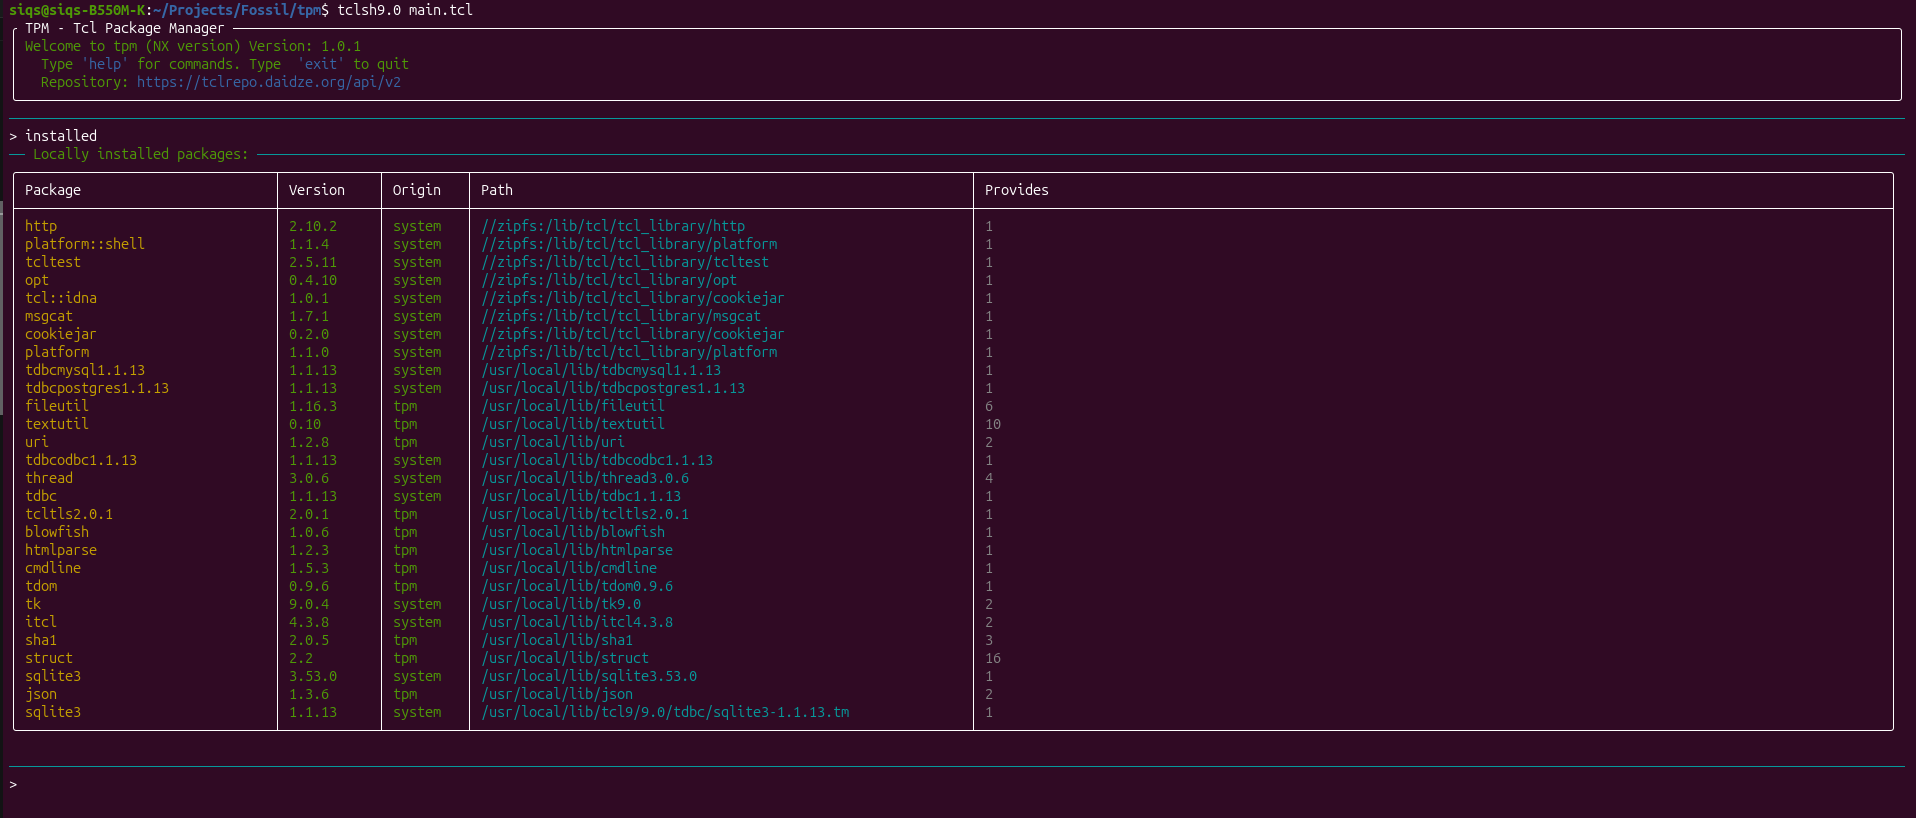 siqs@siqs-B550M-K:~/Projects/Fossil/tpm$ tclsh9.0 main.tcl
TPM - Tcl Package Manager
Welcome to tpm (NX version) Version: 1.0.1
Type 'help' for commands. Type  'exit' to quit
Repository: https://tclrepo.daidze.org/api/v2
> installed
Locally installed packages:
Package Version Origin Path Provides
http 2.10.2 system //zipfs:/lib/tcl/tcl_library/http 1
platform::shell 1.1.4 system //zipfs:/lib/tcl/tcl_library/platform 1
tcltest 2.5.11 system //zipfs:/lib/tcl/tcl_library/tcltest 1
opt 0.4.10 system //zipfs:/lib/tcl/tcl_library/opt 1
tcl::idna 1.0.1 system //zipfs:/lib/tcl/tcl_library/cookiejar 1
msgcat 1.7.1 system //zipfs:/lib/tcl/tcl_library/msgcat 1
cookiejar 0.2.0 system //zipfs:/lib/tcl/tcl_library/cookiejar 1
platform 1.1.0 system //zipfs:/lib/tcl/tcl_library/platform 1
tdbcmysql1.1.13 1.1.13 system /usr/local/lib/tdbcmysql1.1.13 1
tdbcpostgres1.1.13 1.1.13 system /usr/local/lib/tdbcpostgres1.1.13 1
fileutil 1.16.3 tpm /usr/local/lib/fileutil 6
textutil 0.10 tpm /usr/local/lib/textutil 10
uri 1.2.8 tpm /usr/local/lib/uri 2
tdbcodbc1.1.13 1.1.13 system /usr/local/lib/tdbcodbc1.1.13 1
thread 3.0.6 system /usr/local/lib/thread3.0.6 4
tdbc 1.1.13 system /usr/local/lib/tdbc1.1.13 1
tcltls2.0.1 2.0.1 tpm /usr/local/lib/tcltls2.0.1 1
blowfish 1.0.6 tpm /usr/local/lib/blowfish 1
htmlparse 1.2.3 tpm /usr/local/lib/htmlparse 1
cmdline 1.5.3 tpm /usr/local/lib/cmdline 1
tdom 0.9.6 tpm /usr/local/lib/tdom0.9.6 1
tk 9.0.4 system /usr/local/lib/tk9.0 2
itcl 4.3.8 system /usr/local/lib/itcl4.3.8 2
sha1 2.0.5 tpm /usr/local/lib/sha1 3
struct 2.2 tpm /usr/local/lib/struct 16
sqlite3 3.53.0 system /usr/local/lib/sqlite3.53.0 1
json 1.3.6 tpm /usr/local/lib/json 2
sqlite3 1.1.13 system /usr/local/lib/tcl9/9.0/tdbc/sqlite3-1.1.13.tm 1
>